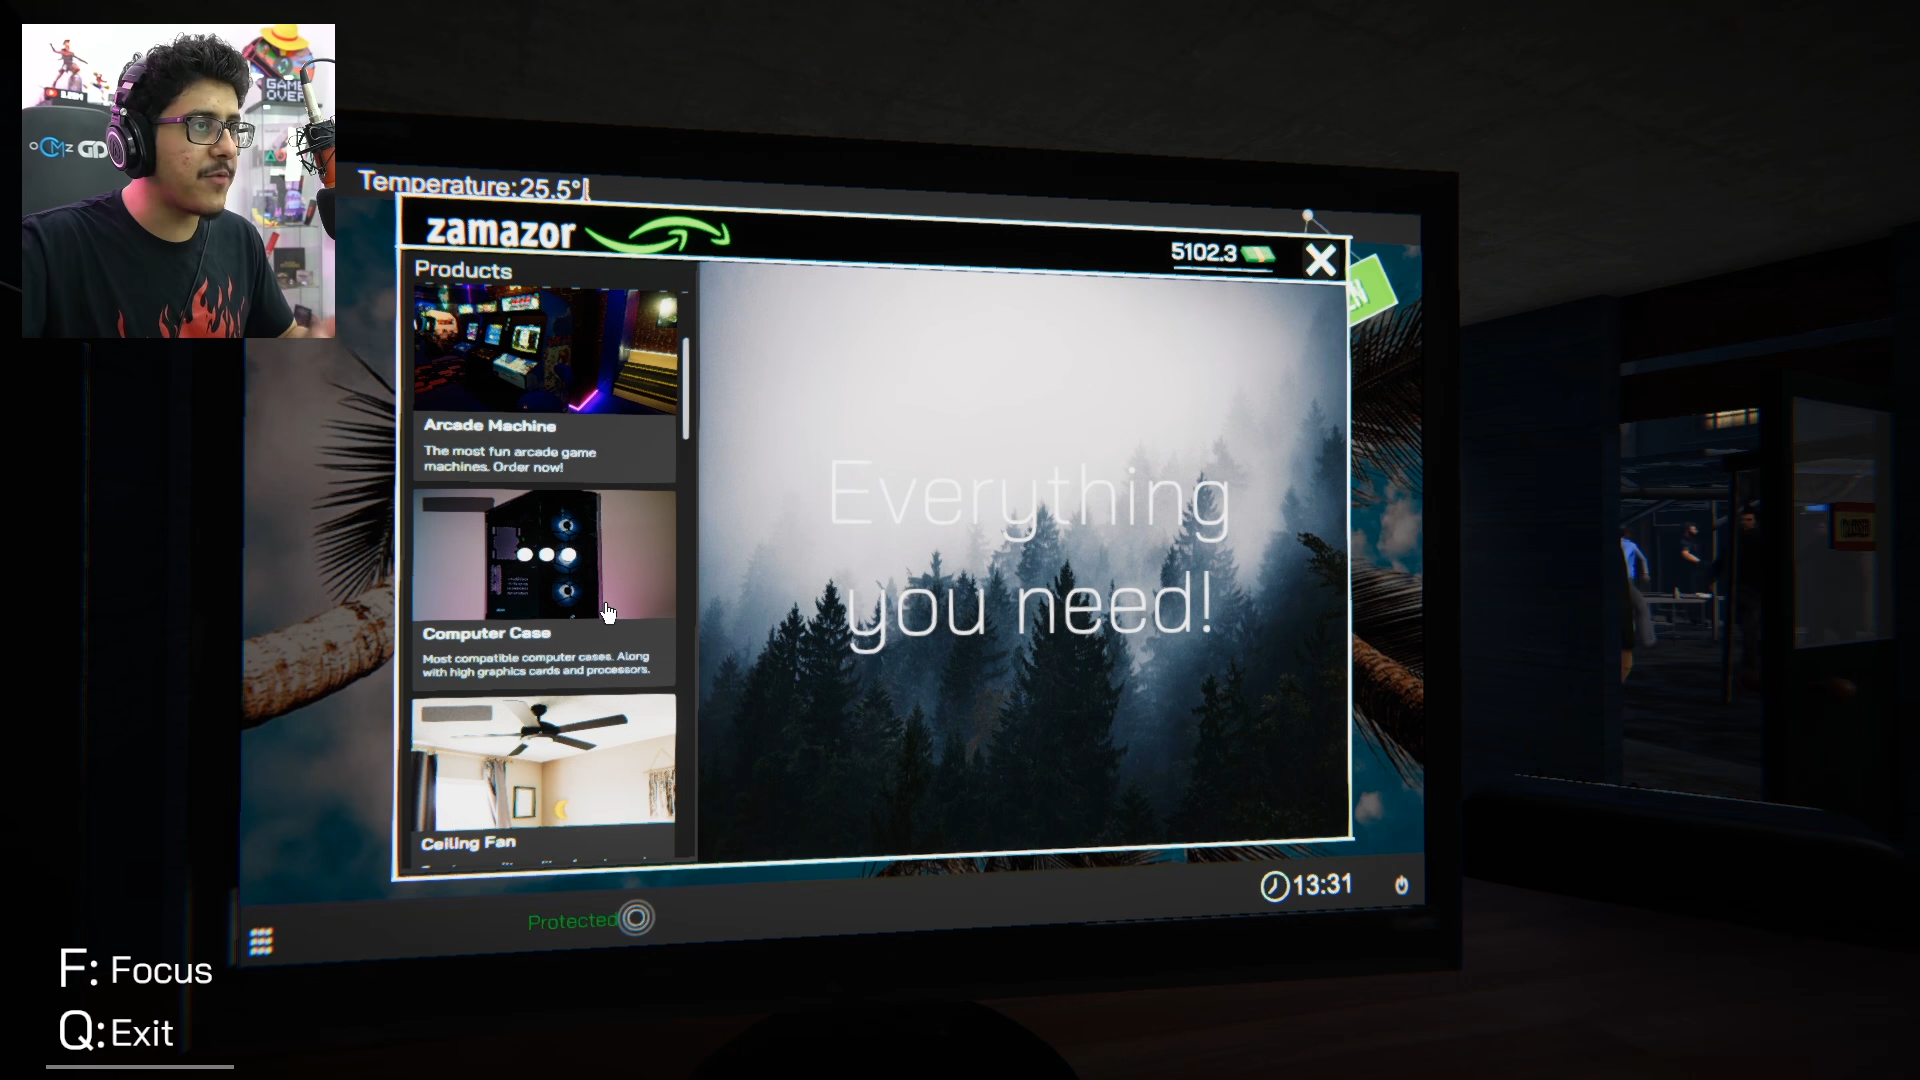 GAME
OVER
GD
Temperature:25.5°
zamazor
5102.3
Products
Arcade Machine
The most fun arcade game
machines. Order now!
Computer Case
Most compatible computer cases. Along
with high graphics cards and processors.
Ceiling Fan
Everything
you need!
Protected
13:31
F: Focus
Q: Exit